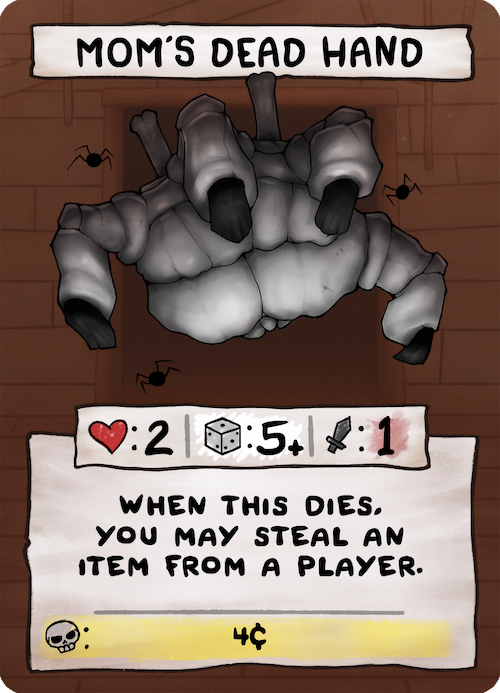 MOM'S DEAD HAND
:2 :5+ :1
WHEN THIS DIES,
YOU MAY STEAL AN
ITEM FROM A PLAYER.
: 4¢